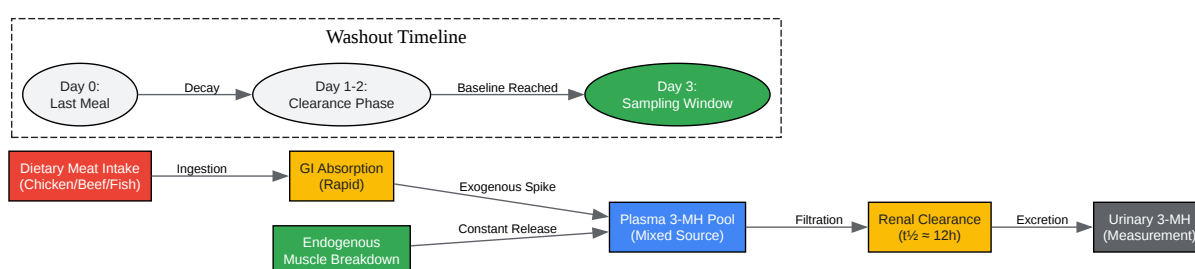 Washout Timeline
Day 0:
Last Meal
Decay
Day 1-2:
Clearance Phase
Baseline Reached
Day 3:
Sampling Window
Dietary Meat Intake
(Chicken/Beef/Fish)
Ingestion
GI Absorption
(Rapid)
Exogenous Spike
Endogenous
Muscle Breakdown
Constant Release
Plasma 3-MH Pool
(Mixed Source)
Filtration
Renal Clearance
(t½ ≈ 12h)
Excretion
Urinary 3-MH
(Measurement)